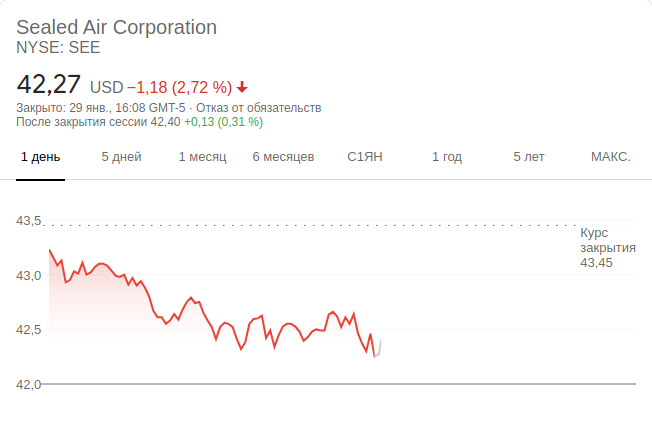 Sealed Air Corporation
NYSE: SEE
42,27 USD −1,18 (2,72 %)
Закрыто: 29 янв., 16:08 GMT-5 · Отказ от обязательств
После закрытия сессии 42,40 +0,13 (0,31 %)
1 день 5 дней 1 месяц 6 месяцев С1ЯН 1 год 5 лет МАКС.
43,5
Курс
закрытия
43,45
43,0
42,5
42,0